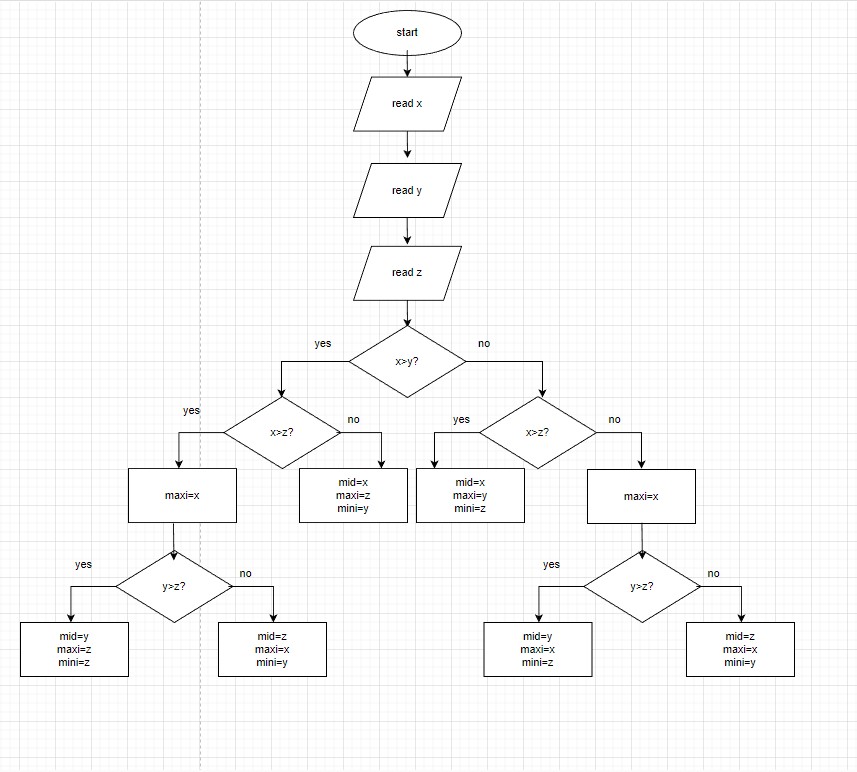 start
read x
read y
read z
yes
no
x>y?
yes
no
yes
no
x>z?
x>z?
maxi=x
mid=x
maxi=z
mini=y
mid=x
maxi=y
mini=z
maxi=x
yes
no
yes
no
y>z?
y>z?
mid=y
maxi=z
mini=z
mid=z
maxi=x
mini=y
mid=y
maxi=x
mini=z
mid=z
maxi=x
mini=y